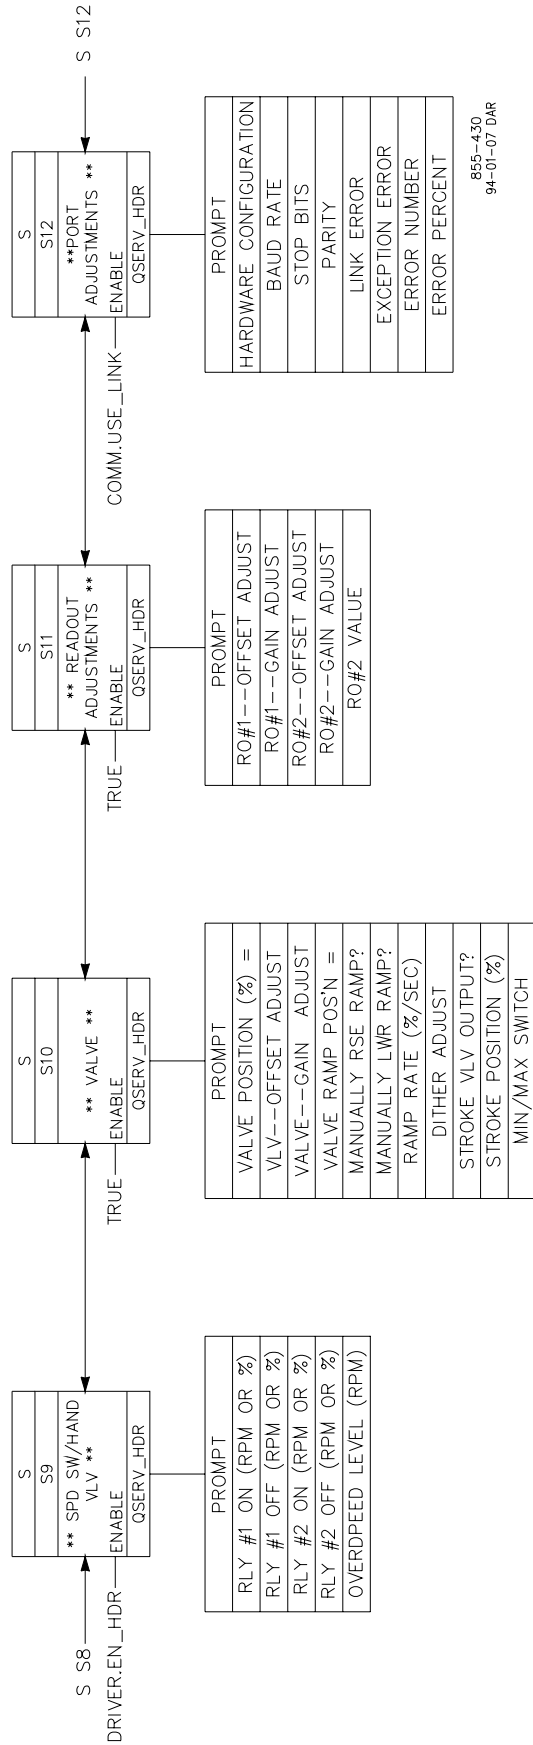 S S8
DRIVER.EN_HDR
S
S9
** SPD SW/HAND
VLV **
ENABLE
QSERV_HDR
PROMPT
RLY #1 ON (RPM OR %)
RLY #1 OFF (RPM OR %)
RLY #2 ON (RPM OR %)
RLY #2 OFF (RPM OR %)
OVERDPEED LEVEL (RPM)
TRUE
S
S10
** VALVE **
ENABLE
QSERV_HDR
PROMPT
VALVE POSITION (%) =
VLV--OFFSET ADJUST
VALVE--GAIN ADJUST
VALVE RAMP POS'N =
MANUALLY RSE RAMP?
MANUALLY LWR RAMP?
RAMP RATE (%/SEC)
DITHER ADJUST
STROKE VLV OUTPUT?
STROKE POSITION (%)
MIN/MAX SWITCH
TRUE
S
S11
** READOUT
ADJUSTMENTS **
ENABLE
QSERV_HDR
PROMPT
RO#1--OFFSET ADJUST
RO#1--GAIN ADJUST
RO#2--OFFSET ADJUST
RO#2--GAIN ADJUST
RO#2 VALUE
COMM.USE_LINK
S
S12
**PORT
ADJUSTMENTS **
ENABLE
QSERV_HDR
PROMPT
HARDWARE CONFIGURATION
BAUD RATE
STOP BITS
PARITY
LINK ERROR
EXCEPTION ERROR
ERROR NUMBER
ERROR PERCENT
S S12
855-430
94-01-07 DAR